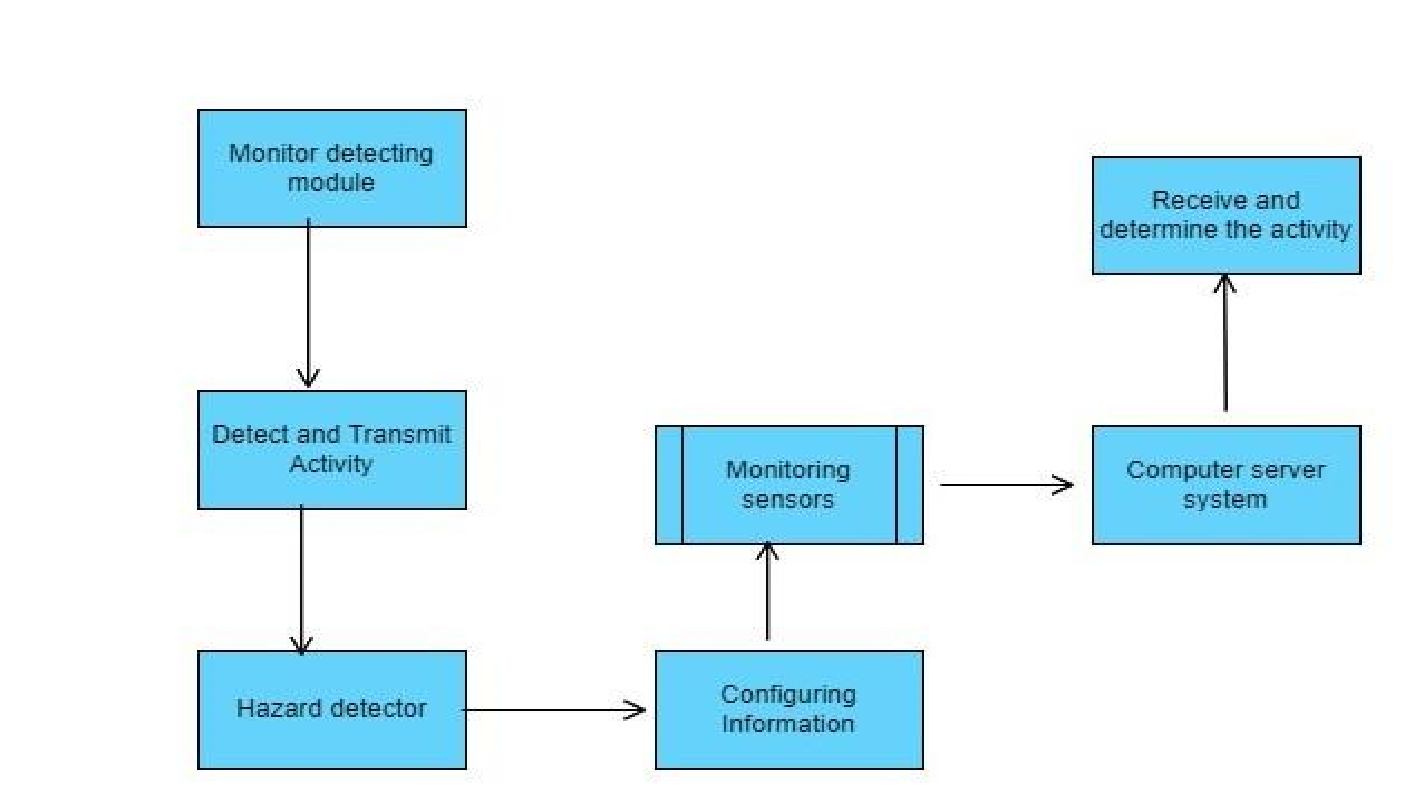 Monitor detecting
module
Detect and Transmit
Activity
Hazard detector
Configuring
Information
Monitoring
sensors
Computer server
system
Receive and
determine the activity